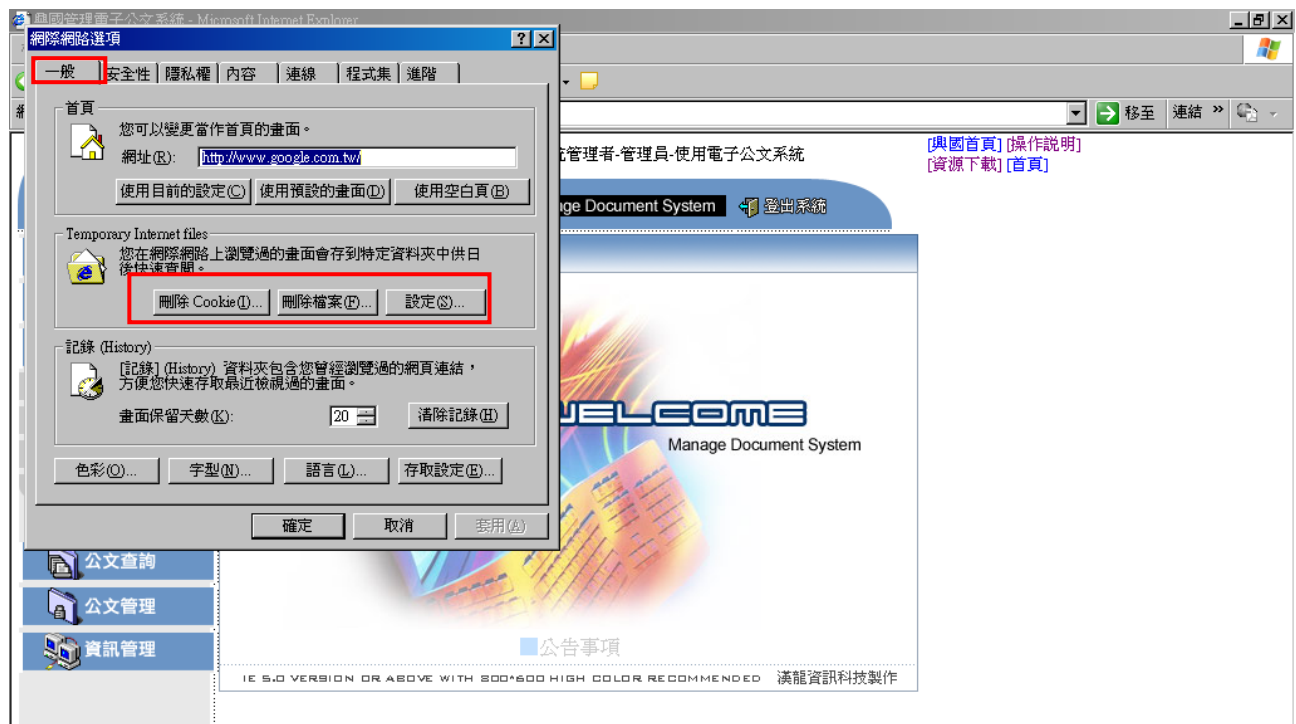 興國管理電子公文系統 - Microsoft Internet Explorer
網際網路選項
一般 安全性 隱私權 內容 連線 程式集 進階
首頁
您可以變更當作首頁的畫面。
網址(R): http://www.google.com.tw/
使用目前的設定(C) 使用預設的畫面(D) 使用空白頁(B)
Temporary Internet files
您在網際網路上瀏覽過的畫面會存到特定資料夾中供日
後快速查閱。
刪除 Cookie(I)... 刪除檔案(F)... 設定(S)...
記錄 (History)
[記錄] (History) 資料夾包含您曾經瀏覽過的網頁連結，
方便您快速存取最近檢視過的畫面。
畫面保留天數(K): 20 清除記錄(H)
色彩(O)... 字型(N)... 語言(L)... 存取設定(E)...
確定 取消 套用(A)
移至 連結 »
統管理者-管理員-使用電子公文系統
[興國首頁] [操作說明]
[資源下載] [首頁]
age Document System 登出系統
WELCOME
Manage Document System
公文查詢
公文管理
資訊管理
公告事項
IE 5.0 VERSION OR ABOVE WITH 800*600 HIGH COLOR RECOMMENDED 漢龍資訊科技製作